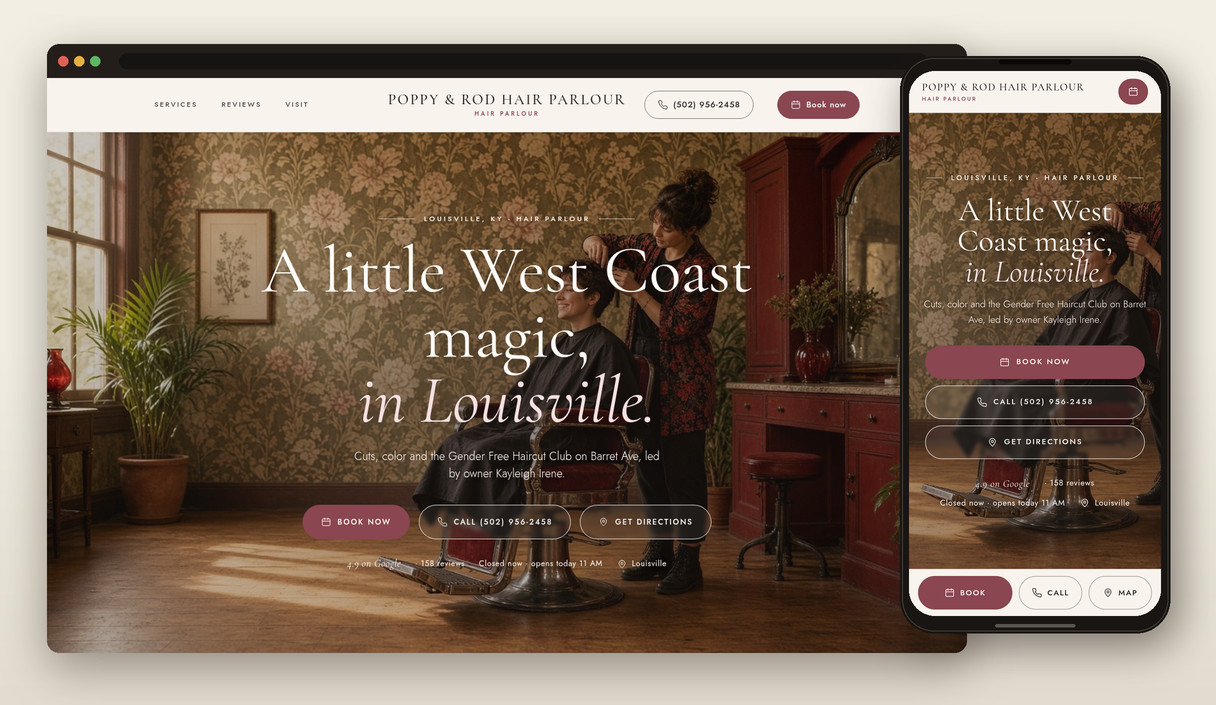 SERVICES REVIEWS VISIT
POPPY & ROD HAIR PARLOUR
HAIR PARLOUR
(502) 956-2458
Book now
LOUISVILLE, KY · HAIR PARLOUR
A little West Coast
magic,
in Louisville.
Cuts, color and the Gender Free Haircut Club on Barret Ave, led
by owner Kayleigh Irene.
BOOK NOW
CALL (502) 956-2458
GET DIRECTIONS
4.9 on Google · 158 reviews Closed now · opens today 11 AM Louisville
POPPY & ROD HAIR PARLOUR
HAIR PARLOUR
LOUISVILLE, KY · HAIR PARLOUR
A little West
Coast magic,
in Louisville.
Cuts, color and the Gender Free Haircut Club on Barret
Ave, led by owner Kayleigh Irene.
BOOK NOW
CALL (502) 956-2458
GET DIRECTIONS
4.9 on Google · 158 reviews
Closed now · opens today 11 AM Louisville
BOOK CALL MAP